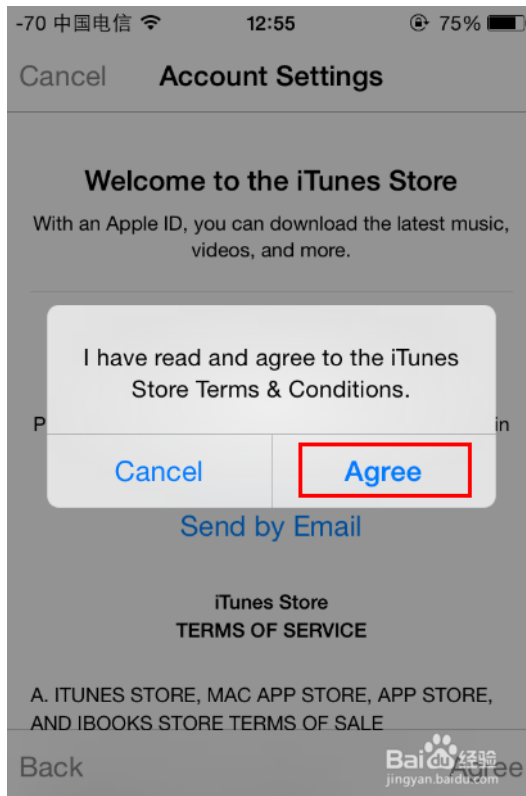 -70 中国电信 12:55 75%
Cancel Account Settings
Welcome to the iTunes Store
With an Apple ID, you can download the latest music,
videos, and more.
I have read and agree to the iTunes
Store Terms & Conditions.
P in
Cancel Agree
Send by Email
iTunes Store
TERMS OF SERVICE
A. ITUNES STORE, MAC APP STORE, APP STORE,
AND IBOOKS STORE TERMS OF SALE
Back Agree
Bai 经验
jingyan.baidu.com